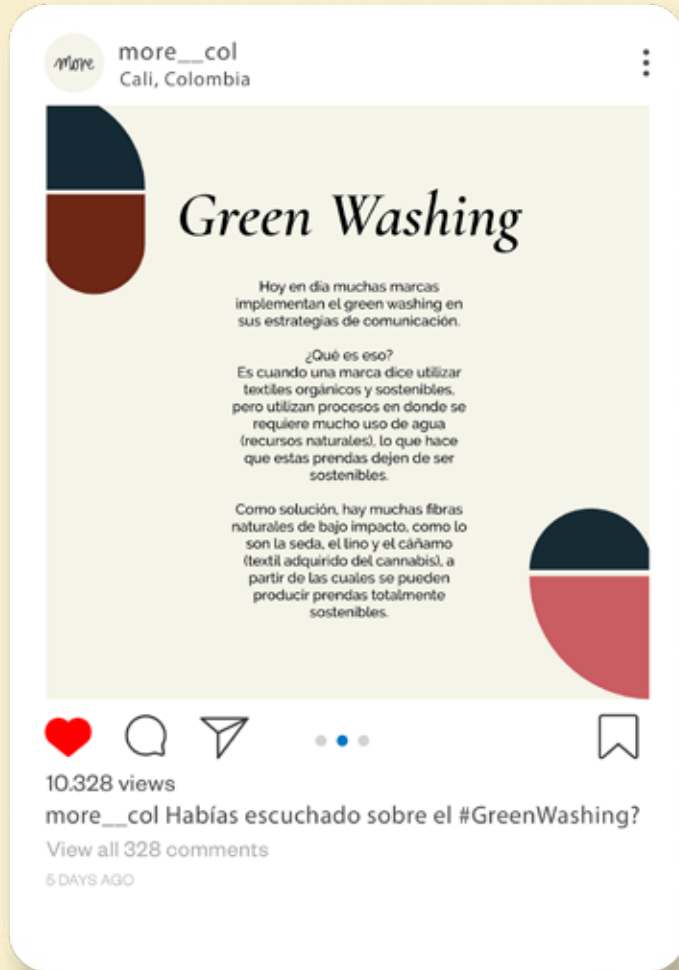 more
more__col
Cali, Colombia
Green Washing
Hoy en día muchas marcas
implementan el green washing en
sus estrategias de comunicación.
¿Qué es eso?
Es cuando una marca dice utilizar
textiles orgánicos y sostenibles,
pero utilizan procesos en donde se
requiere mucho uso de agua
(recursos naturales), lo que hace
que estas prendas dejen de ser
sostenibles.
Como solución, hay muchas fibras
naturales de bajo impacto, como lo
son la seda, el lino y el cáñamo
(textil adquirido del cannabis), a
partir de las cuales se pueden
producir prendas totalmente
sostenibles.
10.328 views
more__col Habías escuchado sobre el #GreenWashing?
View all 328 comments
5 DAYS AGO